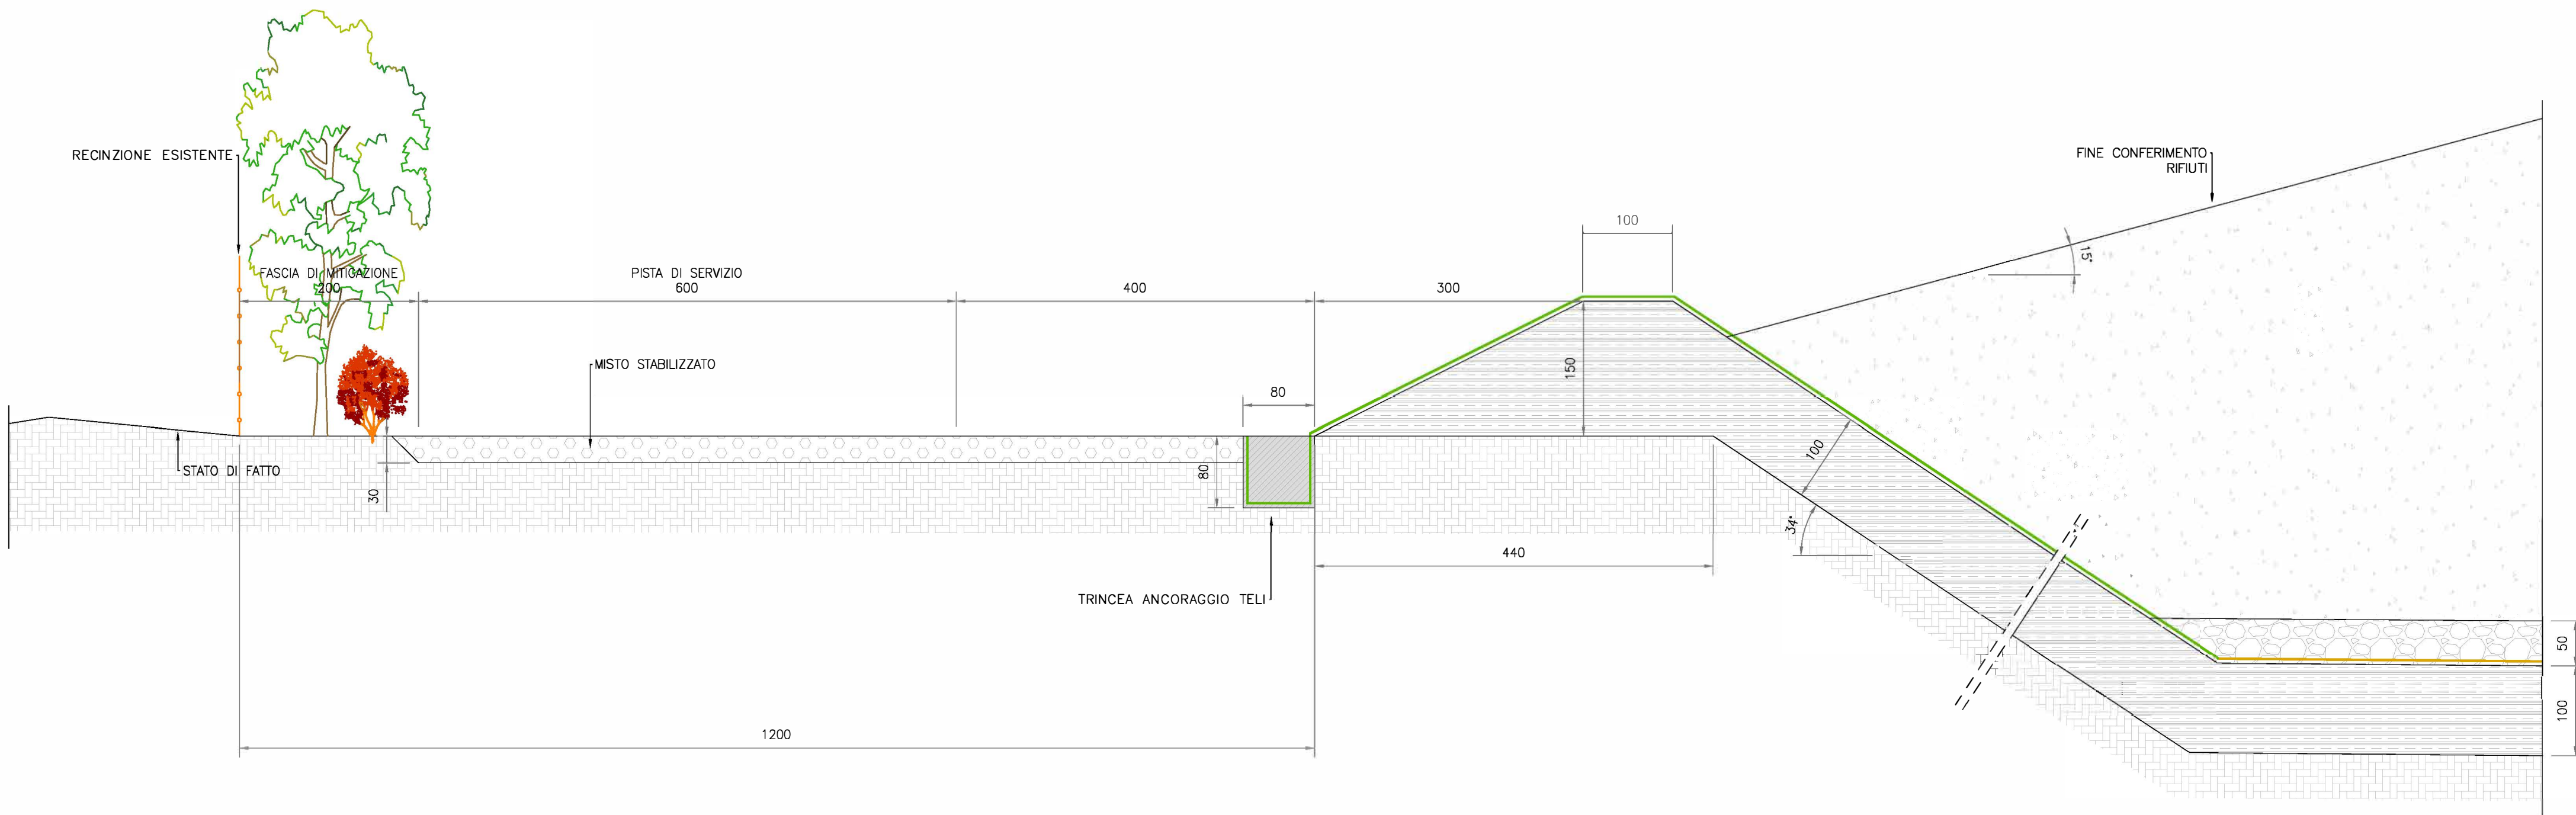 RECINZIONE ESISTENTE
FINE CONFERIMENTO
RIFIUTI
100
15°
FASCIA DI MITIGAZIONE
PISTA DI SERVIZIO
200
600
400
300
MISTO STABILIZZATO
150
80
STATO DI FATTO
30
80
100
34°
440
TRINCEA ANCORAGGIO TELI
50
100
1200